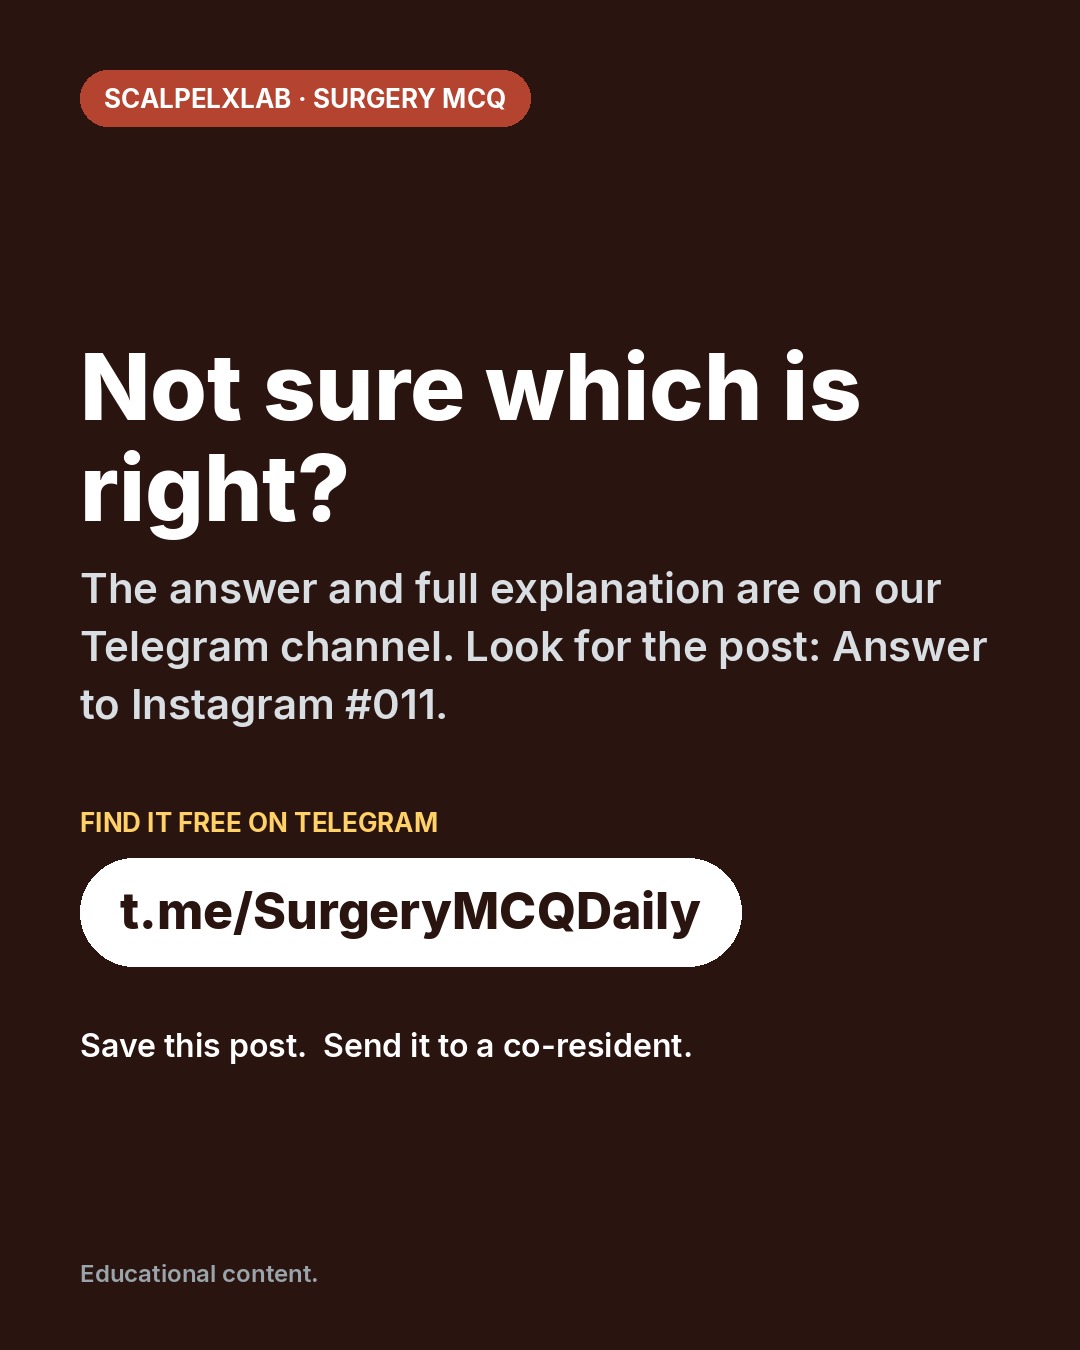 SCALPELXLAB · SURGERY MCQ
Not sure which is
right?
The answer and full explanation are on our
Telegram channel. Look for the post: Answer
to Instagram #011.
FIND IT FREE ON TELEGRAM
t.me/SurgeryMCQDaily
Save this post.  Send it to a co-resident.
Educational content.